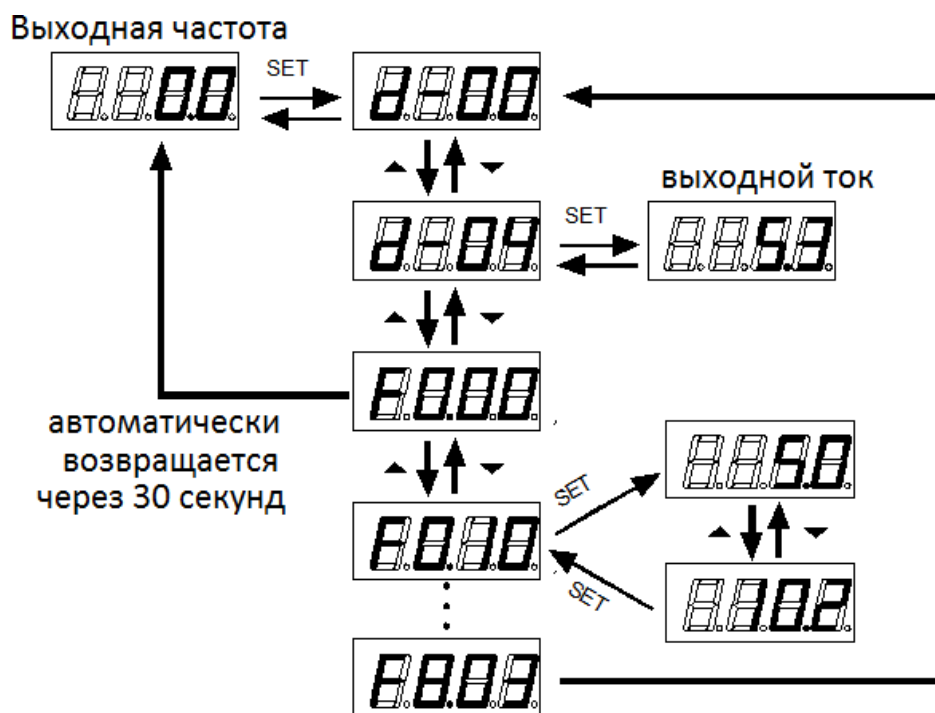 Выходная частота
0.0
SET
d-00
выходной ток
d-04
SET
5.3
F0.00
автоматически
возвращается
через 30 секунд
5.0
SET
F0.10
SET
10.2
F8.03